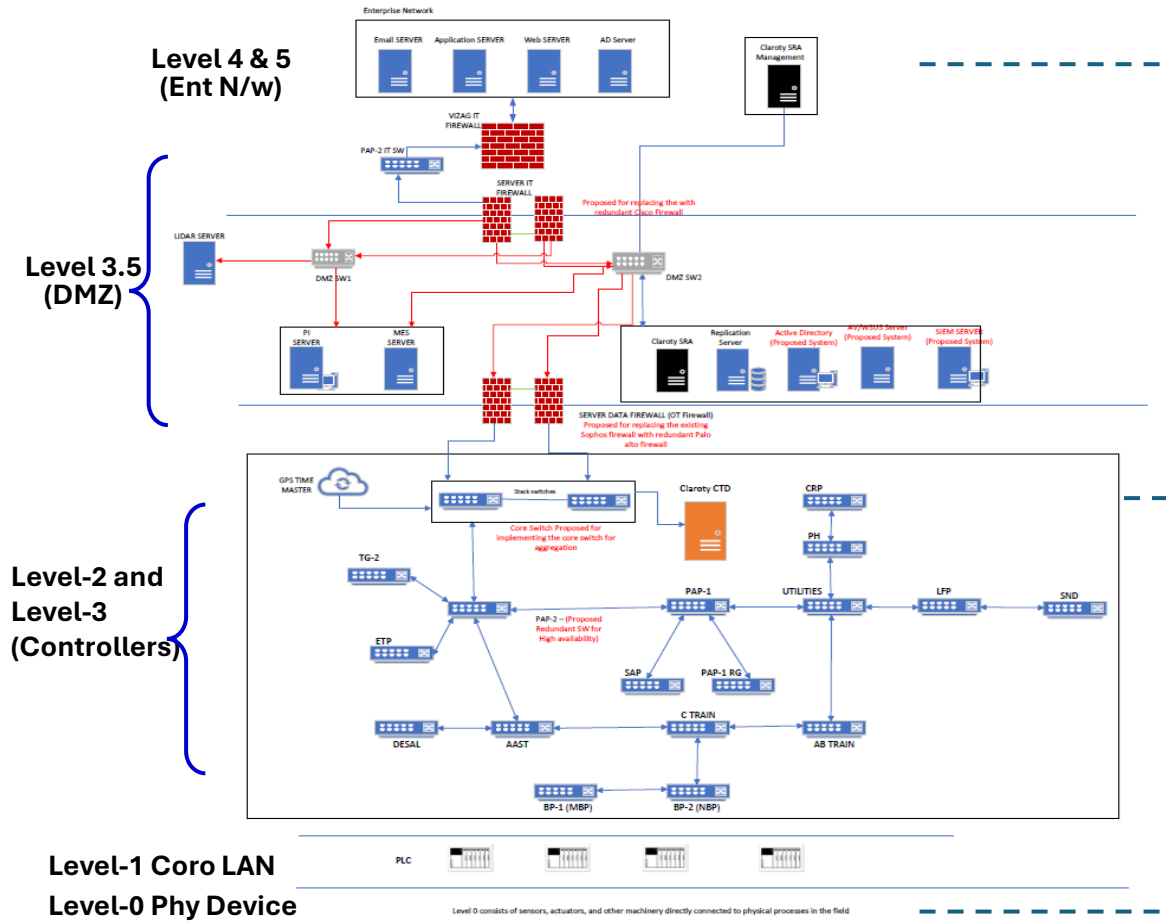 Enterprise Network
Email SERVER
Application SERVER
Web SERVER
AD Server
Level 4 & 5
(Ent N/w)
Claroty SRA
Management
VIZAG IT
FIREWALL
PAP-2 IT SW
SERVER IT
FIREWALL
Proposed for replacing the with
redundant Cisco Firewall
LIDAR SERVER
DMZ SW1
DMZ SW2
Level 3.5
(DMZ)
PI
SERVER
MES
SERVER
Claroty SRA
Replication
Server
Active Directory
(Proposed System)
AV/WSUS Server
(Proposed System)
SIEM SERVER
(Proposed System)
SERVER DATA FIREWALL (OT Firewall)
Proposed for replacing the existing
Sophos firewall with redundant Palo
alto firewall
GPS TIME
MASTER
Stack switches
Claroty CTD
CRP
Core Switch Proposed for
implementing the core switch for
aggregation
PH
TG-2
Level-2 and
Level-3
(Controllers)
PAP-1
UTILITIES
LFP
SND
PAP-2 – (Proposed
Redundant SW for
High availability)
ETP
SAP
PAP-1 RG
C TRAIN
DESAL
AAST
AB TRAIN
BP-1 (MBP)
BP-2 (NBP)
Level-1 Coro LAN
PLC
Level-0 Phy Device
Level 0 consists of sensors, actuators, and other machinery directly connected to physical processes in the field